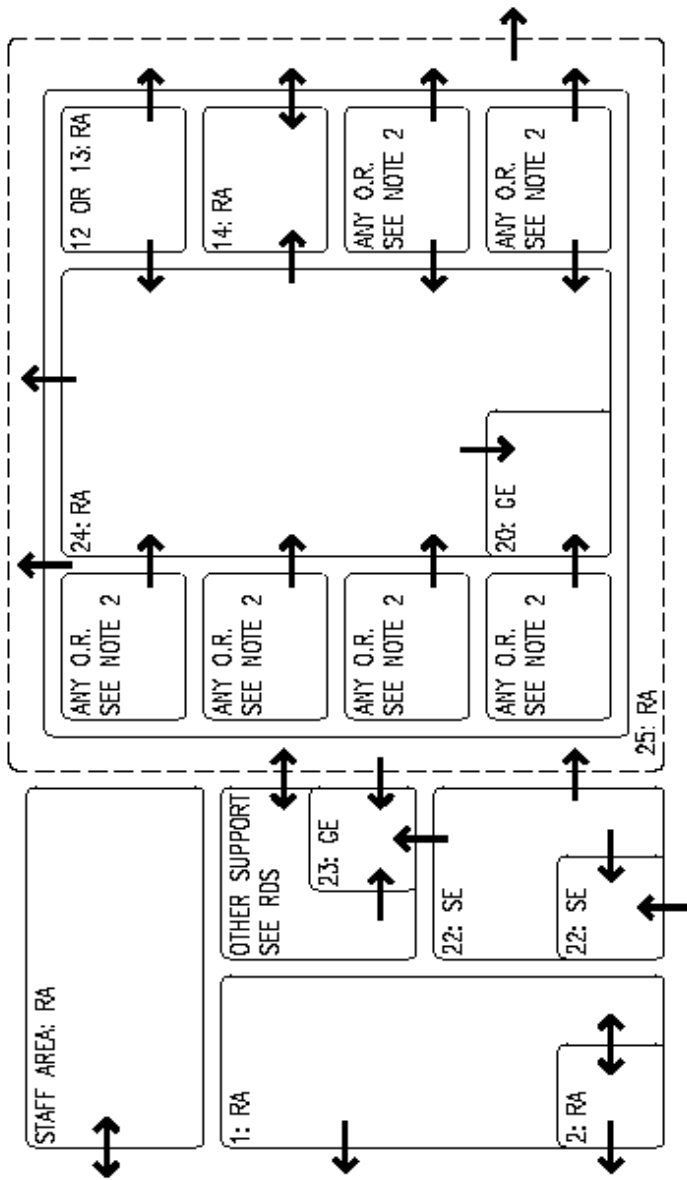 STAFF AREA: RA
1: RA
2: RA
OTHER SUPPORT
SEE RDS
23: GE
22: SE
22: SE
25: RA
ANY O.R.
SEE NOTE 2
ANY O.R.
SEE NOTE 2
ANY O.R.
SEE NOTE 2
ANY O.R.
SEE NOTE 2
24: RA
20: GE
12 OR 13: RA
14: RA
ANY O.R.
SEE NOTE 2
ANY O.R.
SEE NOTE 2